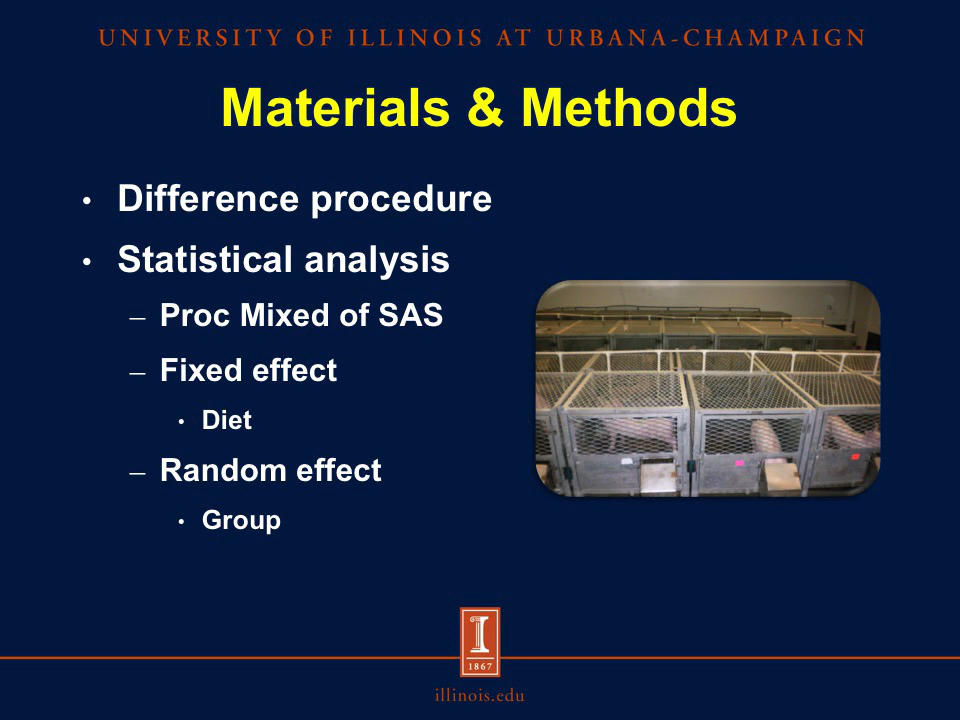 UNIVERSITY OF ILLINOIS AT URBANA-CHAMPAIGN
Materials & Methods
• Difference procedure
• Statistical analysis
– Proc Mixed of SAS
– Fixed effect
• Diet
– Random effect
• Group
I
1867
illinois.edu